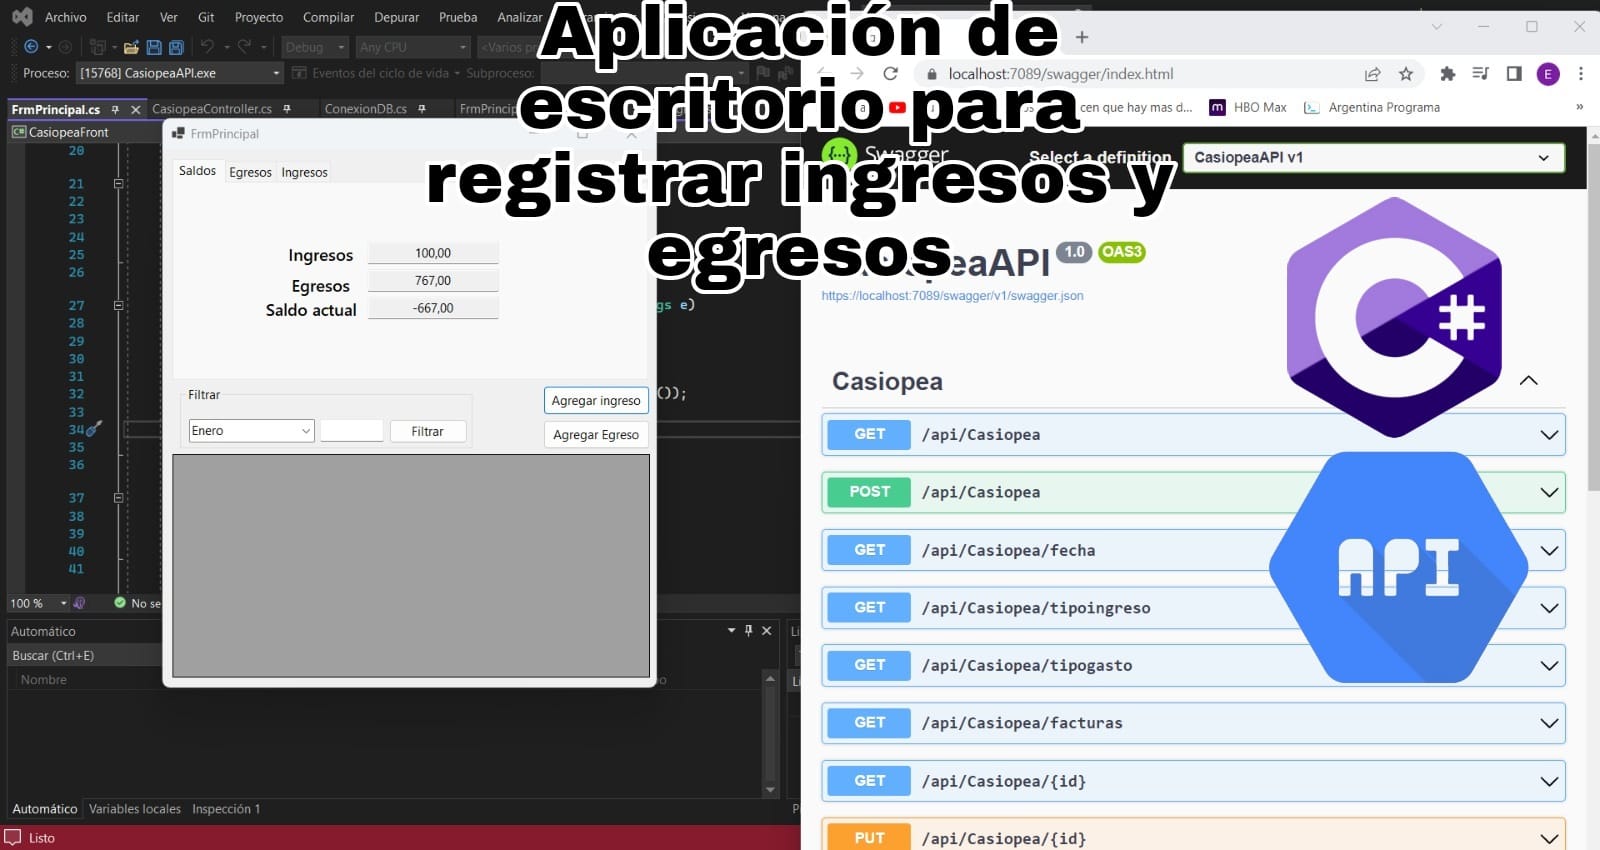 Archivo Editar Ver Git Proyecto Compilar Depurar Prueba Analizar
Debug Any CPU
Proceso: [15768] CasiopeaAPI.exe Eventos del ciclo de vida Subproceso:
FrmPrincipal.cs CasiopeaController.cs ConexionDB.cs
CasiopeaFront
Aplicación de
escritorio para
registrar ingresos y
egresos
FrmPrincipal
Saldos Egresos Ingresos
Ingresos 100,00
Egresos 767,00
Saldo actual -667,00
Filtrar
Enero Filtrar
Agregar ingreso
Agregar Egreso
20
21
22
23
24
25
26
27
28
29
30
31
32
33
34
35
36
37
38
39
40
41
gs e)
());
100 % No se
Automático
Buscar (Ctrl+E)
Nombre
Automático Variables locales Inspección 1
Listo
localhost:7089/swagger/index.html
E
cen que hay mas d... HBO Max Argentina Programa »
Swagger Select a definition CasiopeaAPI v1
eaAPI 1.0 OAS3
https://localhost:7089/swagger/v1/swagger.json
Casiopea
GET /api/Casiopea
POST /api/Casiopea
GET /api/Casiopea/fecha
GET /api/Casiopea/tipoingreso
GET /api/Casiopea/tipogasto
GET /api/Casiopea/facturas
GET /api/Casiopea/{id}
PUT /api/Casiopea/{id}
C#
API